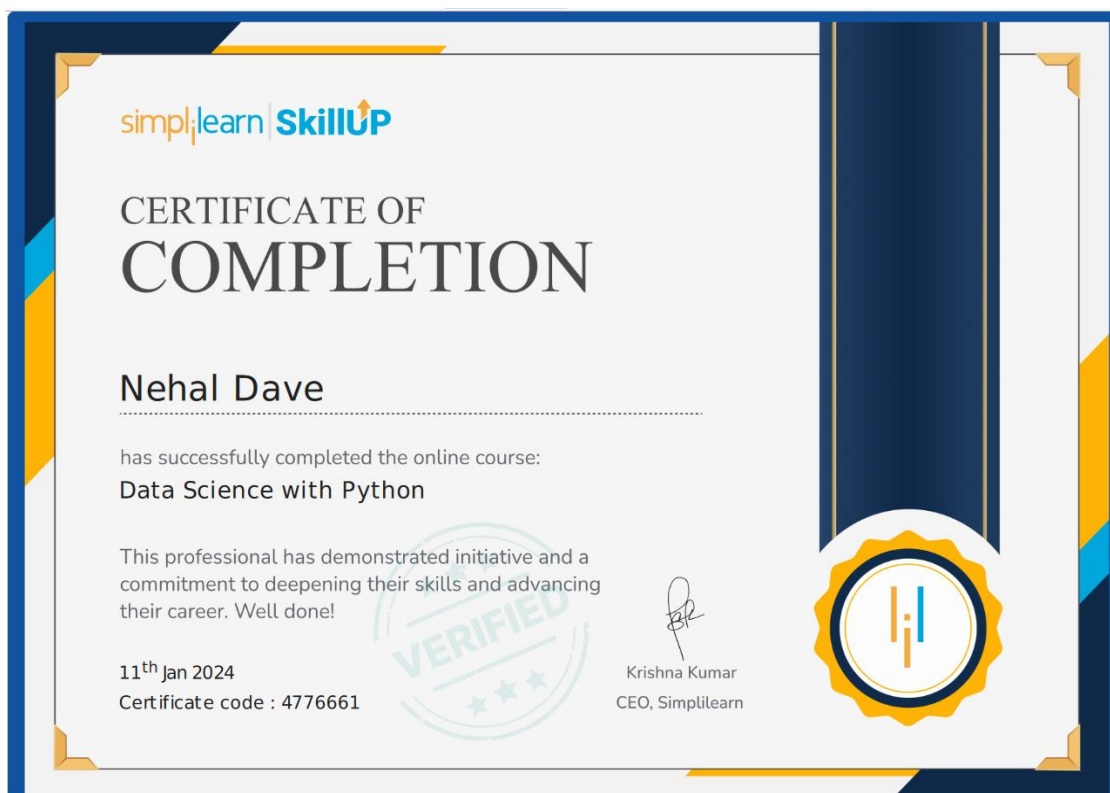 simplilearn | SkillUP
CERTIFICATE OF
COMPLETION
Nehal Dave
has successfully completed the online course:
Data Science with Python
This professional has demonstrated initiative and a
commitment to deepening their skills and advancing
their career. Well done!
VERIFIED
11th Jan 2024
Certificate code : 4776661
Krishna Kumar
CEO, Simplilearn